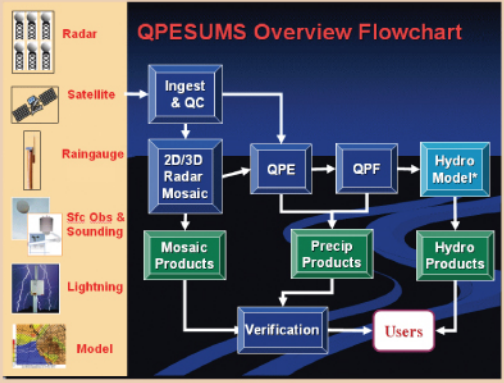 QPESUMS Overview Flowchart
Radar
Satellite
Raingauge
Sfc Obs &
Sounding
Lightning
Model
Ingest
& QC
2D/3D
Radar
Mosaic
QPE
QPF
Hydro
Model*
Mosaic
Products
Precip
Products
Hydro
Products
Verification
Users